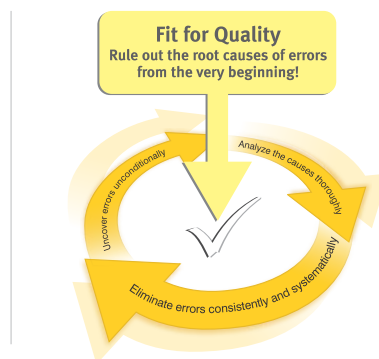 Fit for Quality
Rule out the root causes of errors
from the very beginning!
Uncover errors unconditionally
Analyze the causes thoroughly
Eliminate errors consistently and systematically